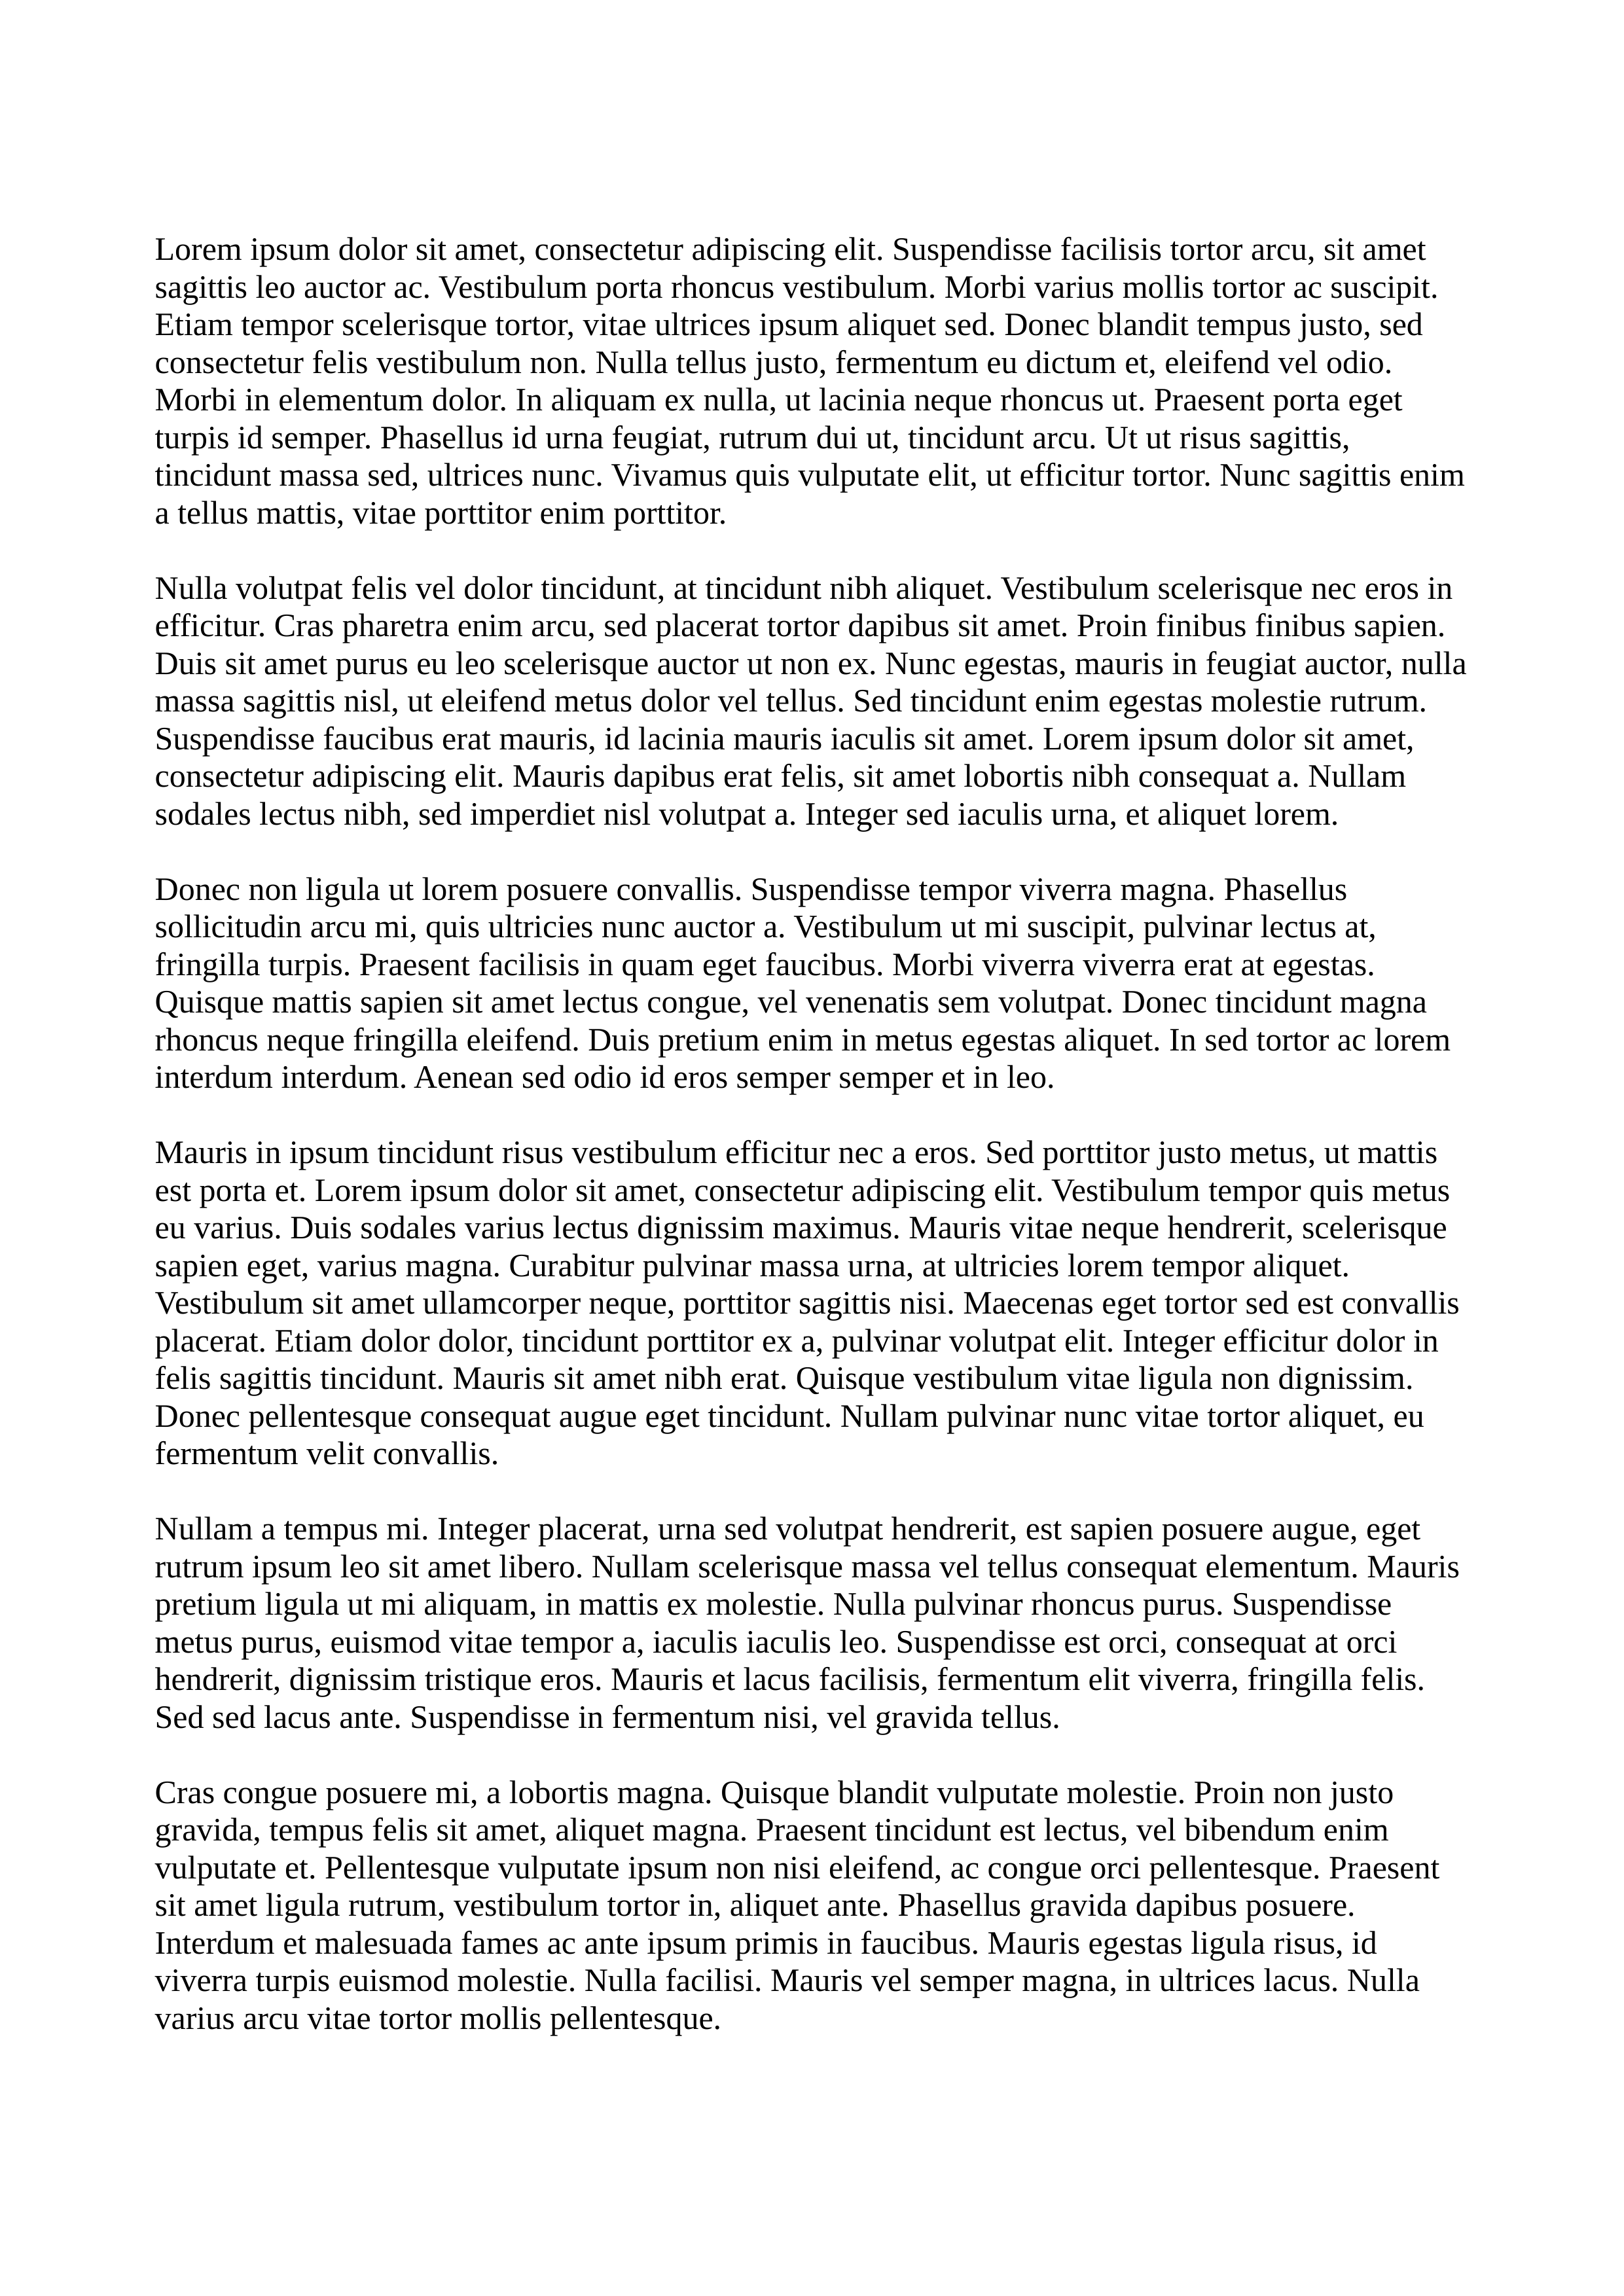 Lorem ipsum dolor sit amet, consectetur adipiscing elit. Suspendisse facilisis tortor arcu, sit amet
sagittis leo auctor ac. Vestibulum porta rhoncus vestibulum. Morbi varius mollis tortor ac suscipit.
Etiam tempor scelerisque tortor, vitae ultrices ipsum aliquet sed. Donec blandit tempus justo, sed
consectetur felis vestibulum non. Nulla tellus justo, fermentum eu dictum et, eleifend vel odio.
Morbi in elementum dolor. In aliquam ex nulla, ut lacinia neque rhoncus ut. Praesent porta eget
turpis id semper. Phasellus id urna feugiat, rutrum dui ut, tincidunt arcu. Ut ut risus sagittis,
tincidunt massa sed, ultrices nunc. Vivamus quis vulputate elit, ut efficitur tortor. Nunc sagittis enim
a tellus mattis, vitae porttitor enim porttitor.

Nulla volutpat felis vel dolor tincidunt, at tincidunt nibh aliquet. Vestibulum scelerisque nec eros in
efficitur. Cras pharetra enim arcu, sed placerat tortor dapibus sit amet. Proin finibus finibus sapien.
Duis sit amet purus eu leo scelerisque auctor ut non ex. Nunc egestas, mauris in feugiat auctor, nulla
massa sagittis nisl, ut eleifend metus dolor vel tellus. Sed tincidunt enim egestas molestie rutrum.
Suspendisse faucibus erat mauris, id lacinia mauris iaculis sit amet. Lorem ipsum dolor sit amet,
consectetur adipiscing elit. Mauris dapibus erat felis, sit amet lobortis nibh consequat a. Nullam
sodales lectus nibh, sed imperdiet nisl volutpat a. Integer sed iaculis urna, et aliquet lorem.

Donec non ligula ut lorem posuere convallis. Suspendisse tempor viverra magna. Phasellus
sollicitudin arcu mi, quis ultricies nunc auctor a. Vestibulum ut mi suscipit, pulvinar lectus at,
fringilla turpis. Praesent facilisis in quam eget faucibus. Morbi viverra viverra erat at egestas.
Quisque mattis sapien sit amet lectus congue, vel venenatis sem volutpat. Donec tincidunt magna
rhoncus neque fringilla eleifend. Duis pretium enim in metus egestas aliquet. In sed tortor ac lorem
interdum interdum. Aenean sed odio id eros semper semper et in leo.

Mauris in ipsum tincidunt risus vestibulum efficitur nec a eros. Sed porttitor justo metus, ut mattis
est porta et. Lorem ipsum dolor sit amet, consectetur adipiscing elit. Vestibulum tempor quis metus
eu varius. Duis sodales varius lectus dignissim maximus. Mauris vitae neque hendrerit, scelerisque
sapien eget, varius magna. Curabitur pulvinar massa urna, at ultricies lorem tempor aliquet.
Vestibulum sit amet ullamcorper neque, porttitor sagittis nisi. Maecenas eget tortor sed est convallis
placerat. Etiam dolor dolor, tincidunt porttitor ex a, pulvinar volutpat elit. Integer efficitur dolor in
felis sagittis tincidunt. Mauris sit amet nibh erat. Quisque vestibulum vitae ligula non dignissim.
Donec pellentesque consequat augue eget tincidunt. Nullam pulvinar nunc vitae tortor aliquet, eu
fermentum velit convallis.

Nullam a tempus mi. Integer placerat, urna sed volutpat hendrerit, est sapien posuere augue, eget
rutrum ipsum leo sit amet libero. Nullam scelerisque massa vel tellus consequat elementum. Mauris
pretium ligula ut mi aliquam, in mattis ex molestie. Nulla pulvinar rhoncus purus. Suspendisse
metus purus, euismod vitae tempor a, iaculis iaculis leo. Suspendisse est orci, consequat at orci
hendrerit, dignissim tristique eros. Mauris et lacus facilisis, fermentum elit viverra, fringilla felis.
Sed sed lacus ante. Suspendisse in fermentum nisi, vel gravida tellus.

Cras congue posuere mi, a lobortis magna. Quisque blandit vulputate molestie. Proin non justo
gravida, tempus felis sit amet, aliquet magna. Praesent tincidunt est lectus, vel bibendum enim
vulputate et. Pellentesque vulputate ipsum non nisi eleifend, ac congue orci pellentesque. Praesent
sit amet ligula rutrum, vestibulum tortor in, aliquet ante. Phasellus gravida dapibus posuere.
Interdum et malesuada fames ac ante ipsum primis in faucibus. Mauris egestas ligula risus, id
viverra turpis euismod molestie. Nulla facilisi. Mauris vel semper magna, in ultrices lacus. Nulla
varius arcu vitae tortor mollis pellentesque.